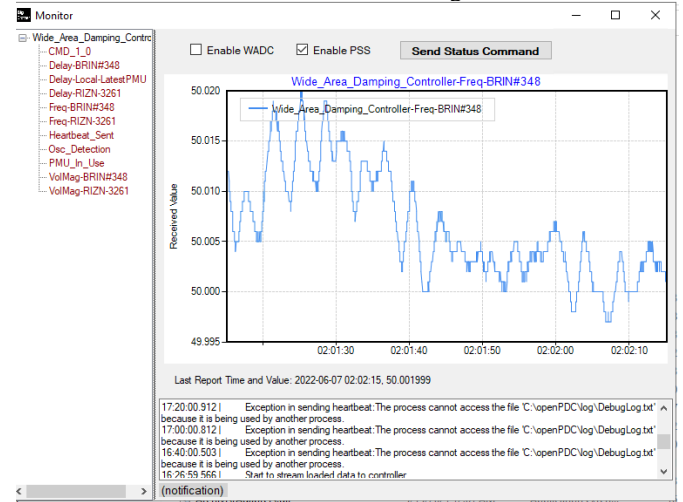 Monitor
Wide_Area_Damping_Contro
CMD_1_0
Delay-BRIN#348
Delay-Local-LatestPMU
Delay-RIZN-3261
Freq-BRIN#348
Freq-RIZN-3261
Heartbeat_Sent
Osc_Detection
PMU_In_Use
VolMag-BRIN#348
VolMag-RIZN-3261
Enable WADC
Enable PSS
Send Status Command
Wide_Area_Damping_Controller-Freq-BRIN#348
Wide_Area_Damping_Controller-Freq-BRIN#348
50.020
50.015
50.010
50.005
50.000
49.995
Received Value
02:01:30 02:01:40 02:01:50 02:02:00 02:02:10
Last Report Time and Value: 2022-06-07 02:02:15, 50.001999
17:20:00.912 | Exception in sending heartbeat:The process cannot access the file 'C:\openPDC\log\DebugLog.txt'
because it is being used by another process.
17:00:00.812 | Exception in sending heartbeat:The process cannot access the file 'C:\openPDC\log\DebugLog.txt'
because it is being used by another process.
16:40:00.503 | Exception in sending heartbeat:The process cannot access the file 'C:\openPDC\log\DebugLog.txt'
because it is being used by another process.
16:26:59.566 | Start to stream loaded data to controller
(notification)